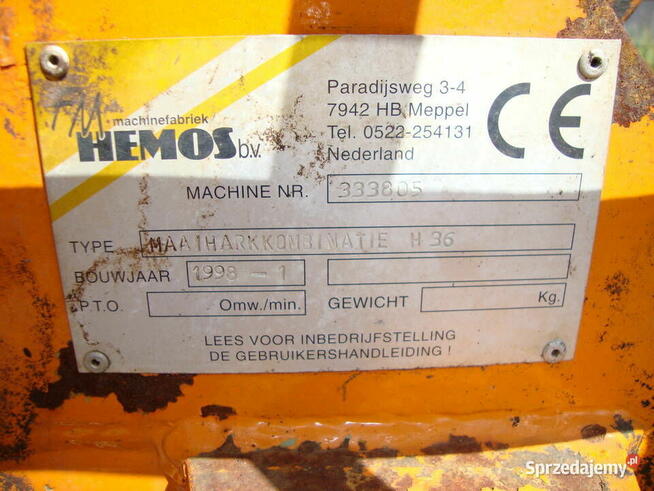 FM
machinefabriek
HEMOS b.v.
Paradijsweg 3-4
7942 HB Meppel
Tel. 0522-254131
Nederland
CE
MACHINE NR. 333805
TYPE MAAIHARKKOMBINATIE H 36
BOUWJAAR 1998 - 1
P.T.O. Omw./min. GEWICHT Kg.
LEES VOOR INBEDRIJFSTELLING
DE GEBRUIKERSHANDLEIDING !
Sprzedajemy.pl